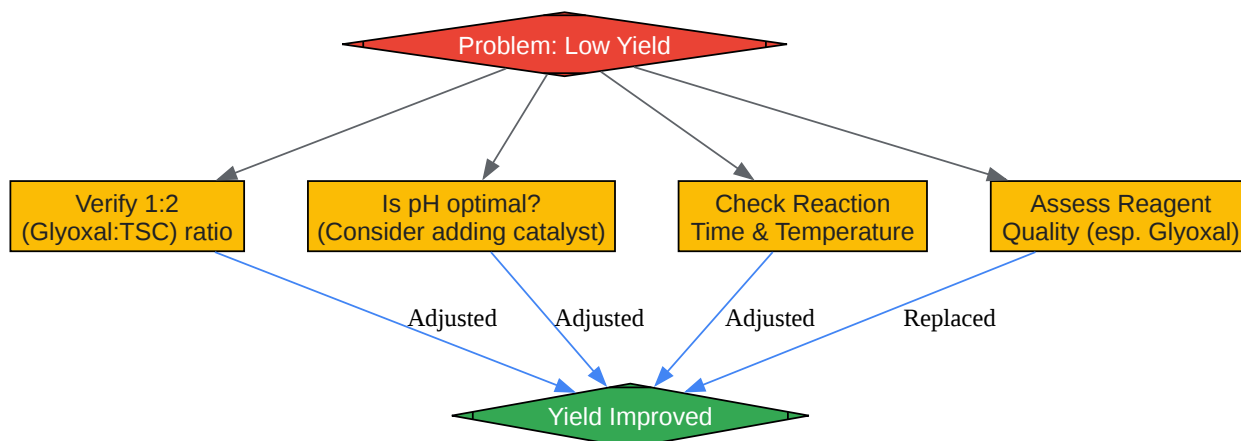 Problem: Low Yield
Verify 1:2
(Glyoxal:TSC) ratio
Is pH optimal?
(Consider adding catalyst)
Check Reaction
Time & Temperature
Assess Reagent
Quality (esp. Glyoxal)
Adjusted
Adjusted
Adjusted
Replaced
Yield Improved